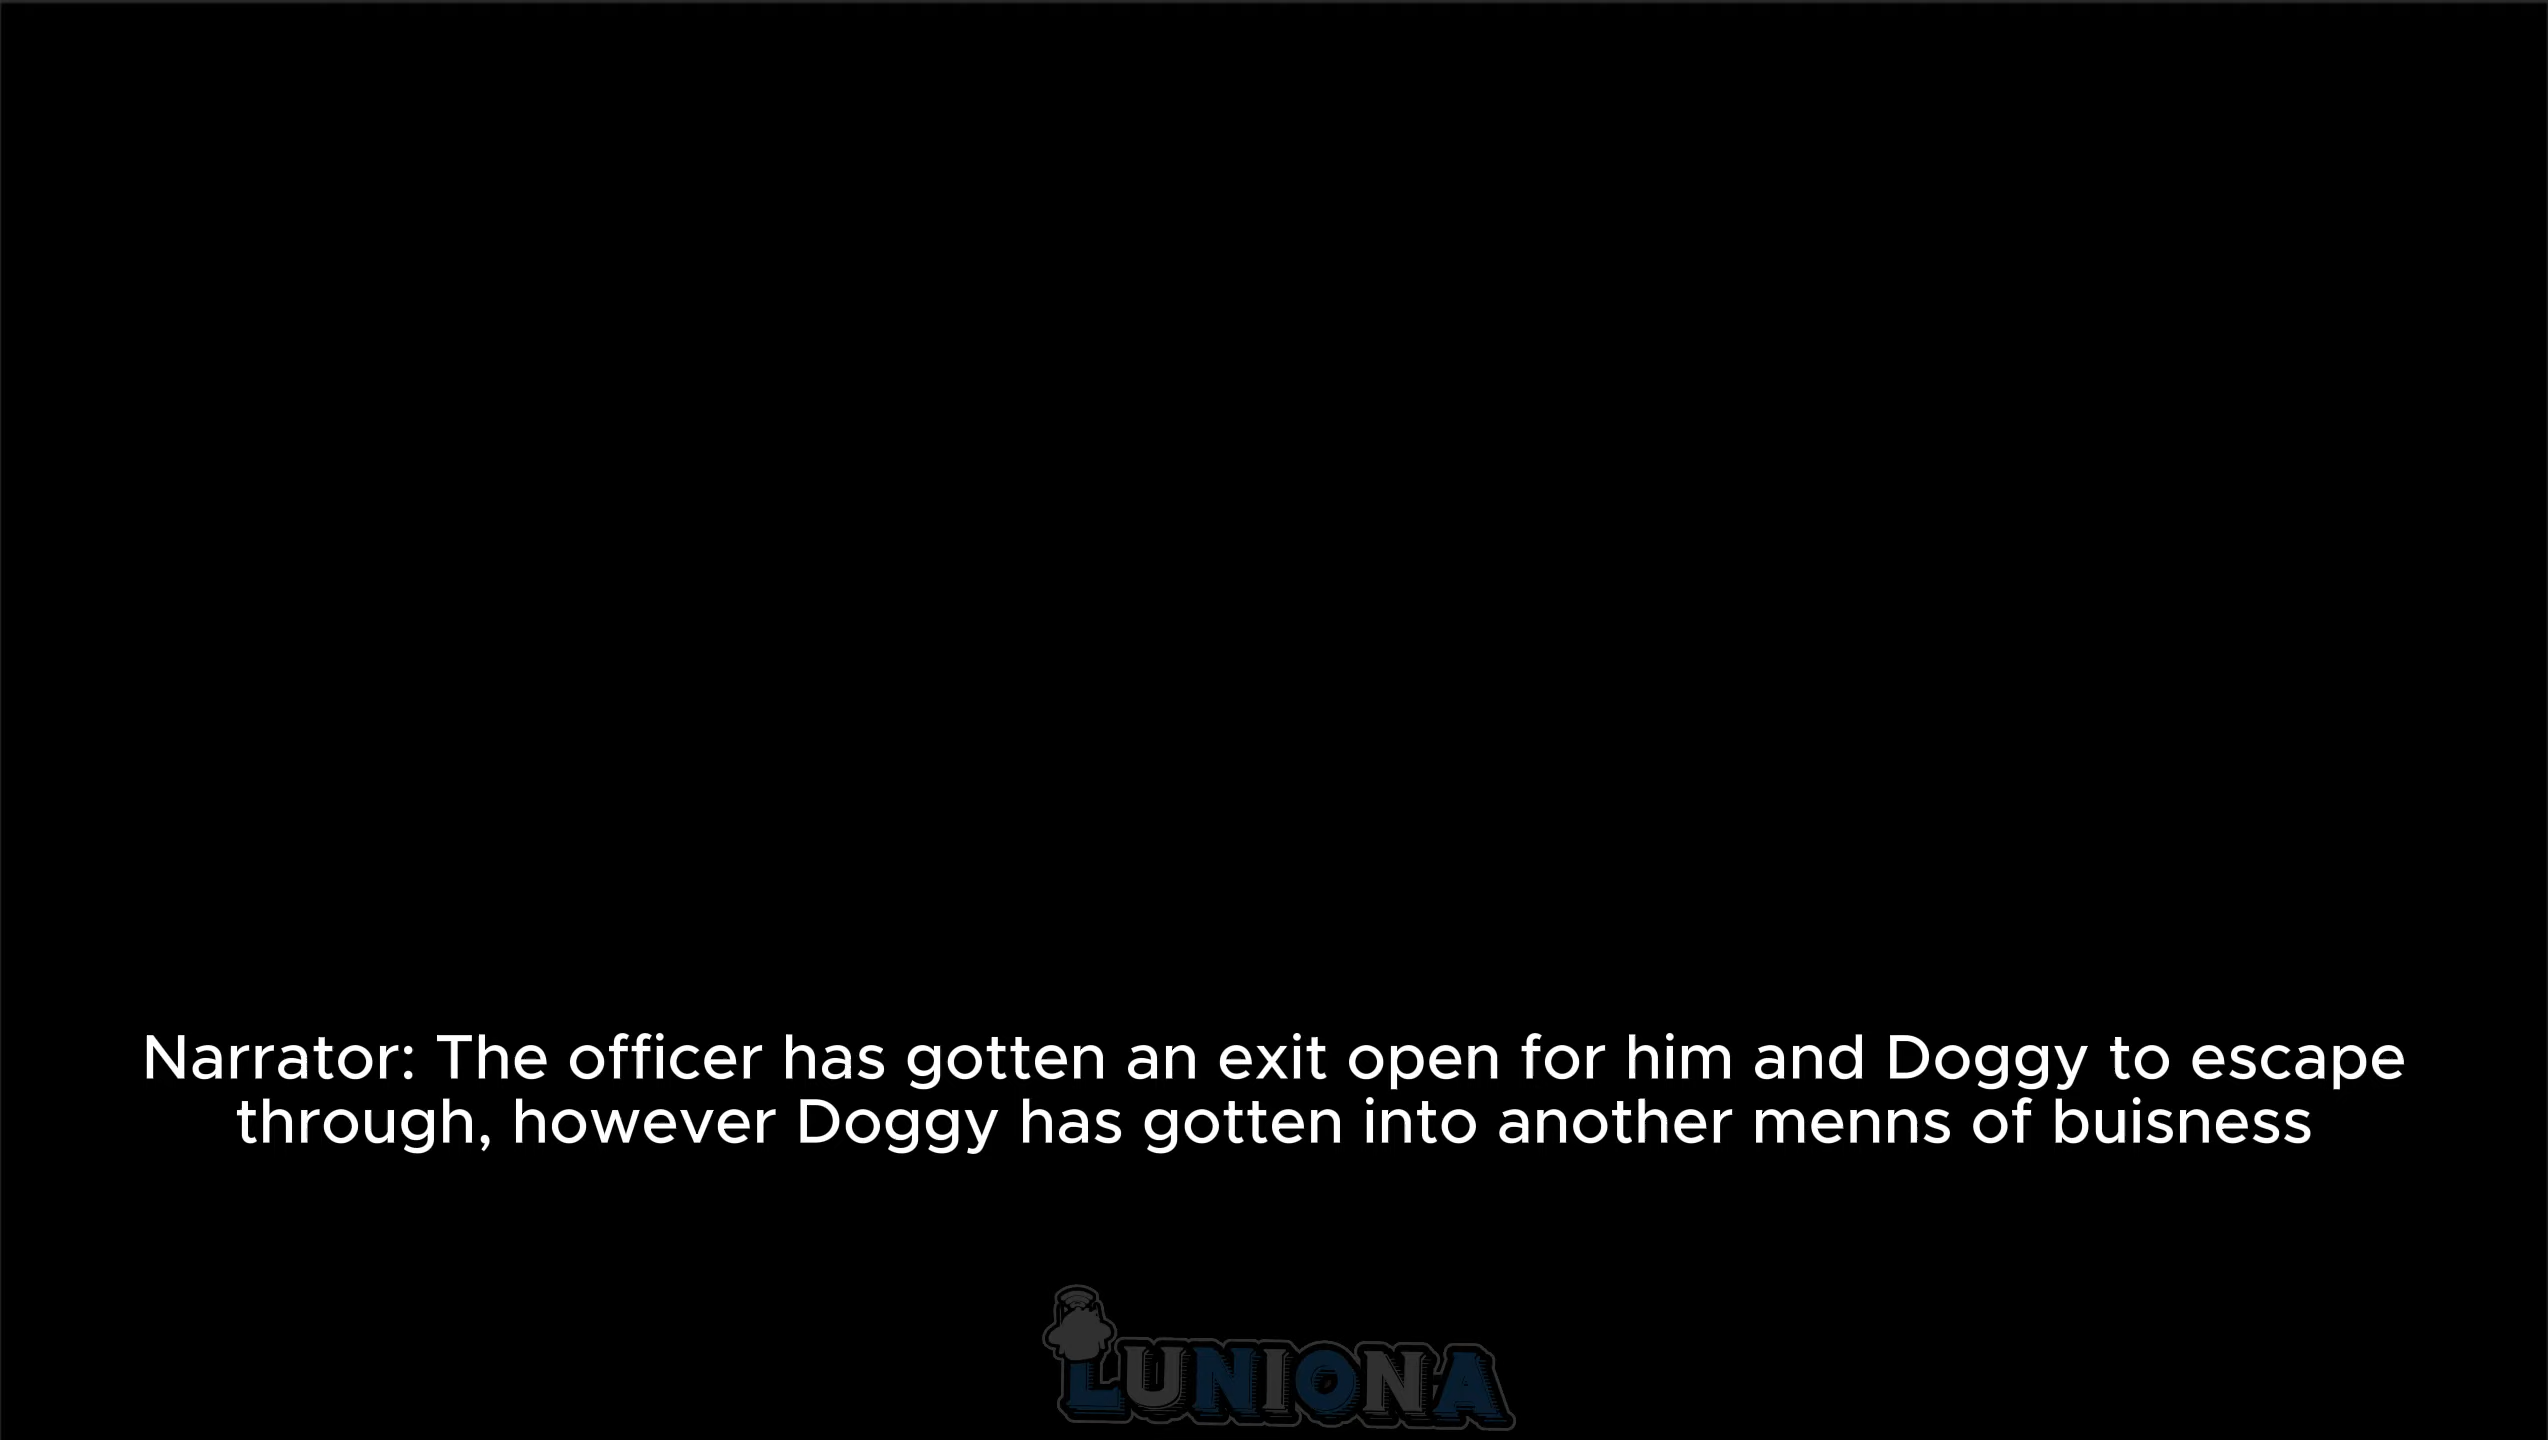 Narrator: The officer has gotten an exit open for him and Doggy to escape
through, however Doggy has gotten into another menns of buisness
LUNIONA